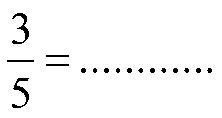 3/5 = ............